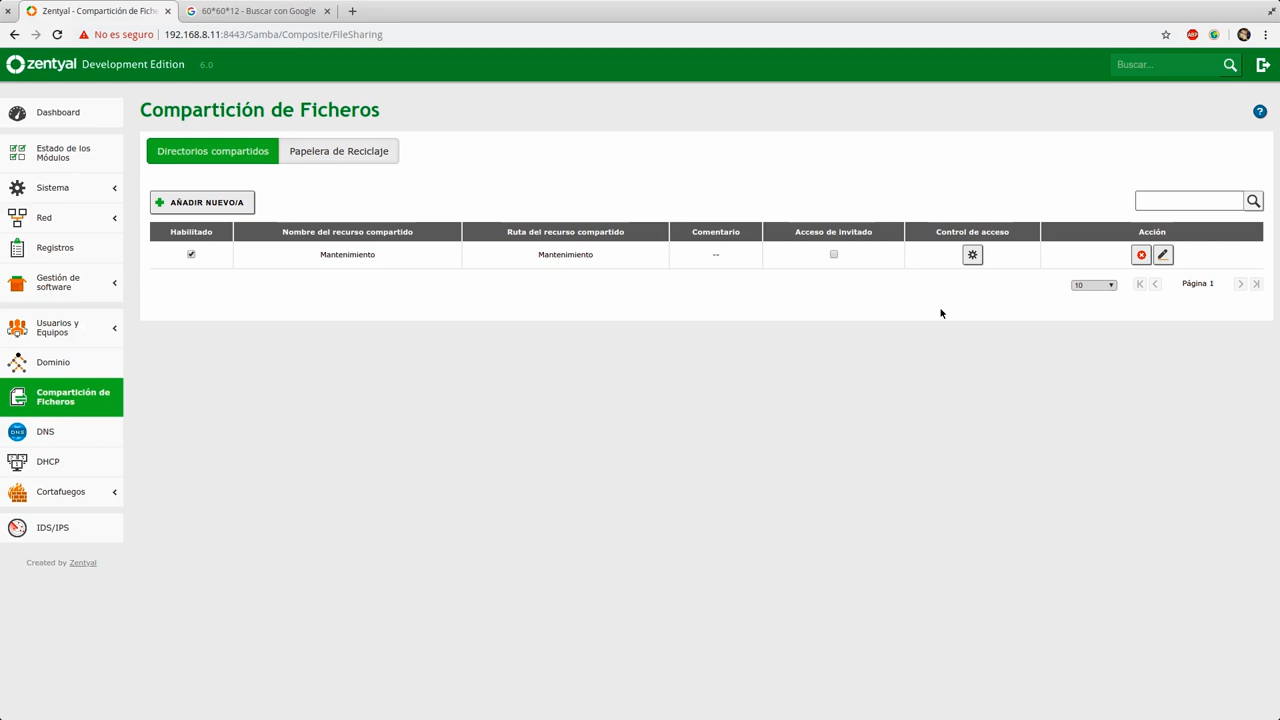 Zentyal - Compartición de Fiche
60*60*12 - Buscar con Google
No es seguro
192.168.8.11:8443/Samba/Composite/FileSharing
ABP
zentyal Development Edition 6.0
Buscar...
Dashboard
Estado de los
Módulos
Sistema
Red
Registros
Gestión de
software
Usuarios y
Equipos
Dominio
Compartición de
Ficheros
DNS
DHCP
Cortafuegos
IDS/IPS
Created by Zentyal
Compartición de Ficheros
?
Directorios compartidos
Papelera de Reciclaje
AÑADIR NUEVO/A
Habilitado Nombre del recurso compartido Ruta del recurso compartido Comentario Acceso de invitado Control de acceso Acción
Mantenimiento Mantenimiento --
10
Página 1